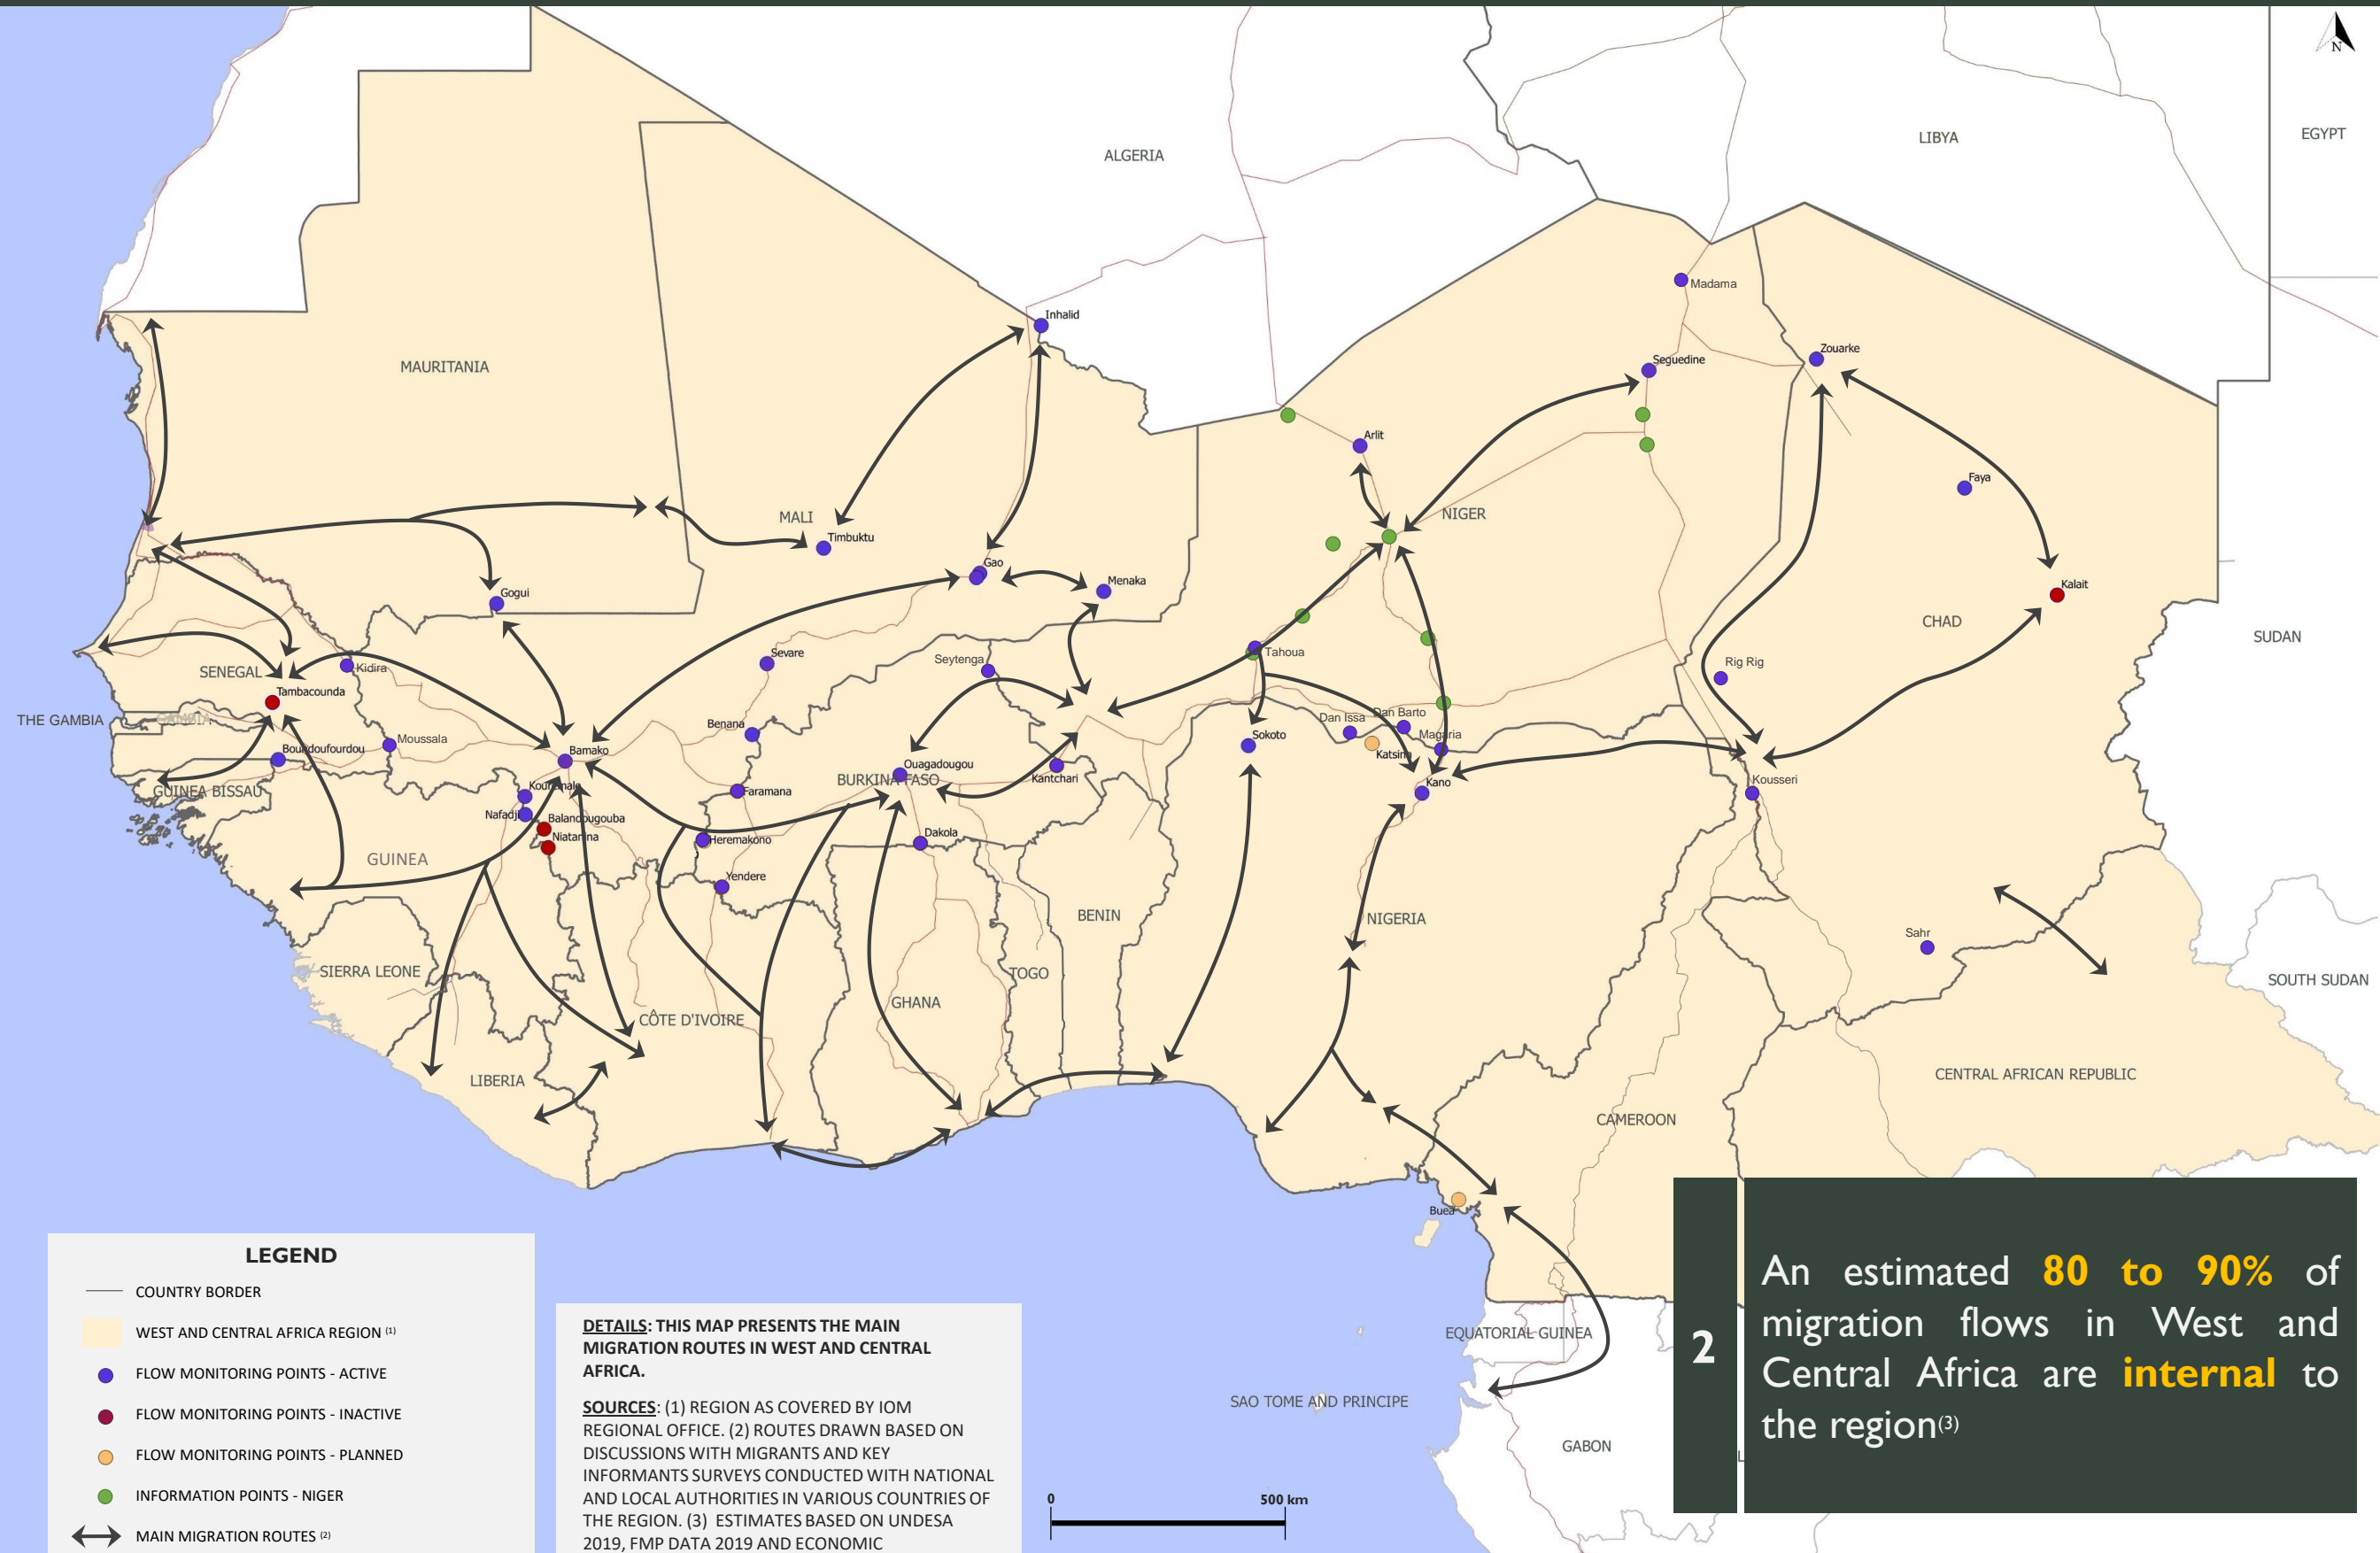 N
ALGERIA
LIBYA
EGYPT
Madama
Inhalid
MAURITANIA
Zouarke
Seguedine
Arlit
Faya
NIGER
MALI
Timbuktu
Gao
Menaka
Gogui
Kalait
CHAD
SUDAN
Sevare
Seytenga
Tahoua
Rig Rig
Kidira
SENEGAL
Tambacounda
THE GAMBIA
GAMBIA
Dan Issa
Dan Barto
Benana
Moussala
Magaria
Sokoto
Katsina
Boundoufourdou
Bamako
Ouagadougou
Kantchari
BURKINA FASO
Kano
Kousseri
GUINEA BISSAU
Kouremale
Faramana
Nafadji
Balandougouba
Niatanina
Heremakono
Dakola
GUINEA
Yendere
BENIN
NIGERIA
Sahr
SIERRA LEONE
TOGO
SOUTH SUDAN
GHANA
CÔTE D'IVOIRE
LIBERIA
CENTRAL AFRICAN REPUBLIC
CAMEROON
Buea
EQUATORIAL GUINEA
SAO TOME AND PRINCIPE
GABON
LEGEND
COUNTRY BORDER
WEST AND CENTRAL AFRICA REGION (1)
FLOW MONITORING POINTS - ACTIVE
FLOW MONITORING POINTS - INACTIVE
FLOW MONITORING POINTS - PLANNED
INFORMATION POINTS - NIGER
MAIN MIGRATION ROUTES (2)
DETAILS: THIS MAP PRESENTS THE MAIN
MIGRATION ROUTES IN WEST AND CENTRAL
AFRICA.
SOURCES: (1) REGION AS COVERED BY IOM
REGIONAL OFFICE. (2) ROUTES DRAWN BASED ON
DISCUSSIONS WITH MIGRANTS AND KEY
INFORMANTS SURVEYS CONDUCTED WITH NATIONAL
AND LOCAL AUTHORITIES IN VARIOUS COUNTRIES OF
THE REGION. (3) ESTIMATES BASED ON UNDESA
2019, FMP DATA 2019 AND ECONOMIC
0 500 km
2
An estimated 80 to 90% of
migration flows in West and
Central Africa are internal to
the region(3)